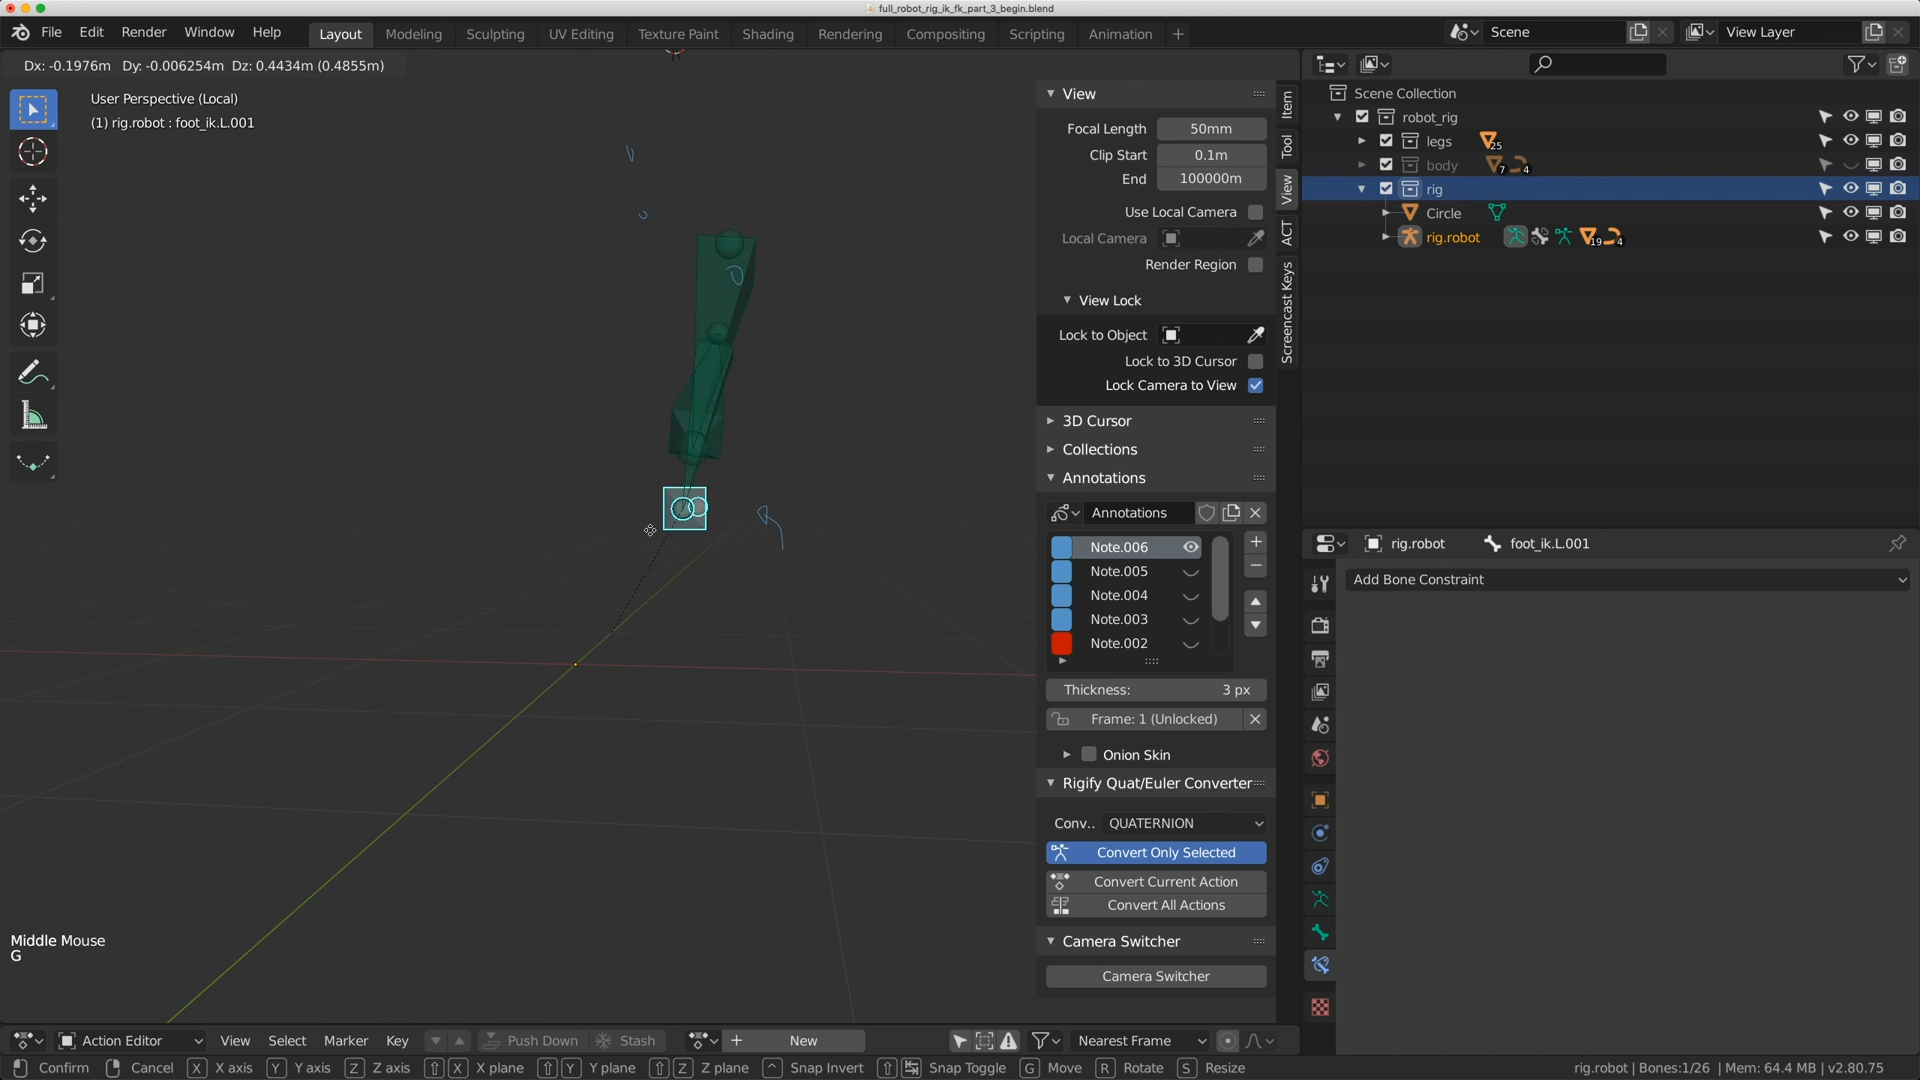 full_robot_rig_ik_fk_part_3_begin.blend
File Edit Render Window Help Layout Modeling Sculpting UV Editing Texture Paint Shading Rendering Compositing Scripting Animation + Scene View Layer
Dx: -0.1976m Dy: -0.006254m Dz: 0.4434m (0.4855m)
User Perspective (Local)
(1) rig.robot : foot_ik.L.001
View
Focal Length 50mm
Clip Start 0.1m
End 100000m
Use Local Camera
Local Camera
Render Region
View Lock
Lock to Object
Lock to 3D Cursor
Lock Camera to View
3D Cursor
Collections
Annotations
Annotations
Note.006
Note.005
Note.004
Note.003
Note.002
Thickness: 3 px
Frame: 1 (Unlocked)
Onion Skin
Rigify Quat/Euler Converter
Conv.. QUATERNION
Convert Only Selected
Convert Current Action
Convert All Actions
Camera Switcher
Camera Switcher
Item
Tool
View
ACT
Screencast Keys
Scene Collection
robot_rig
legs 25
body 7 4
rig
Circle
rig.robot 19 4
rig.robot foot_ik.L.001
Add Bone Constraint
Middle Mouse
G
Action Editor View Select Marker Key Push Down Stash + New Nearest Frame
Confirm Cancel X X axis Y Y axis Z Z axis X X plane Y Y plane Z Z plane Snap Invert Snap Toggle G Move R Rotate S Resize rig.robot | Bones:1/26 | Mem: 64.4 MB | v2.80.75